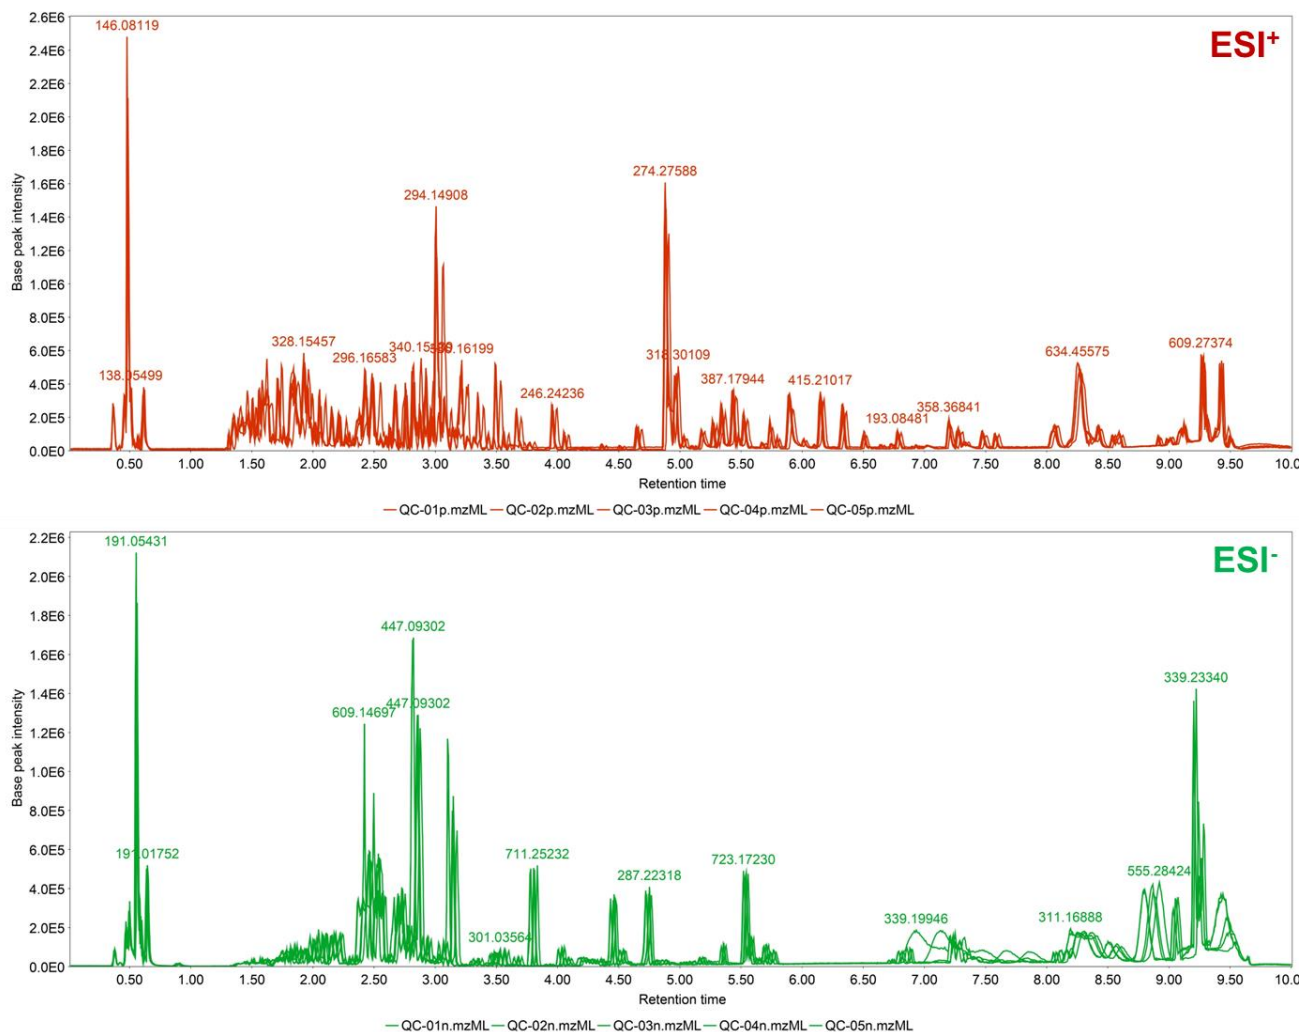 2.6E6
2.4E6
2.2E6
2.0E6
1.8E6
1.6E6
1.4E6
1.2E6
1.0E6
8.0E5
6.0E5
4.0E5
2.0E5
0.0E0
Base peak intensity
ESI+
146.08119
138.05499
328.15457
296.16583
294.14908
246.24236
274.27588
318.30109
387.17944
415.21017
193.08481
358.36841
634.45575
609.27374
0.50 1.00 1.50 2.00 2.50 3.00 3.50 4.00 4.50 5.00 5.50 6.00 6.50 7.00 7.50 8.00 8.50 9.00 9.50 10.0
Retention time
QC-01p.mzML QC-02p.mzML QC-03p.mzML QC-04p.mzML QC-05p.mzML
2.2E6
2.0E6
1.8E6
1.6E6
1.4E6
1.2E6
1.0E6
8.0E5
6.0E5
4.0E5
2.0E5
0.0E0
Base peak intensity
ESI-
191.05431
191.01752
609.14697
447.09302
447.09302
301.03564
711.25232
287.22318
723.17230
339.19946
311.16888
555.28424
339.23340
0.50 1.00 1.50 2.00 2.50 3.00 3.50 4.00 4.50 5.00 5.50 6.00 6.50 7.00 7.50 8.00 8.50 9.00 9.50 10.0
Retention time
QC-01n.mzML QC-02n.mzML QC-03n.mzML QC-04n.mzML QC-05n.mzML